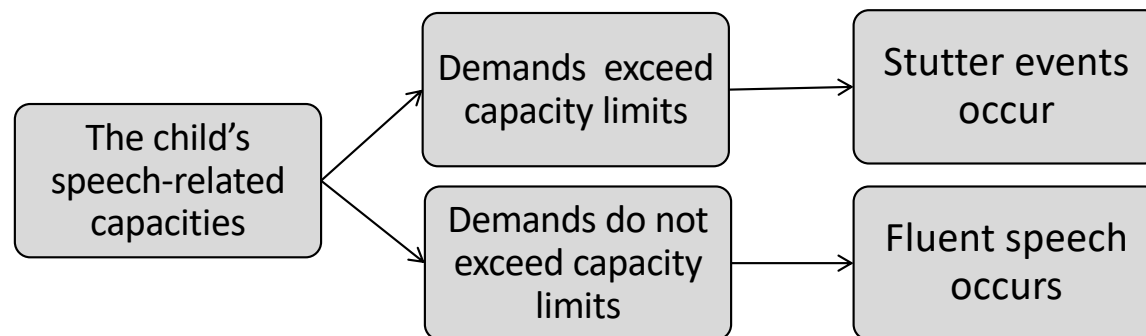 The child’s
speech-related
capacities
Demands exceed
capacity limits
Stutter events
occur
Demands do not
exceed capacity
limits
Fluent speech
occurs